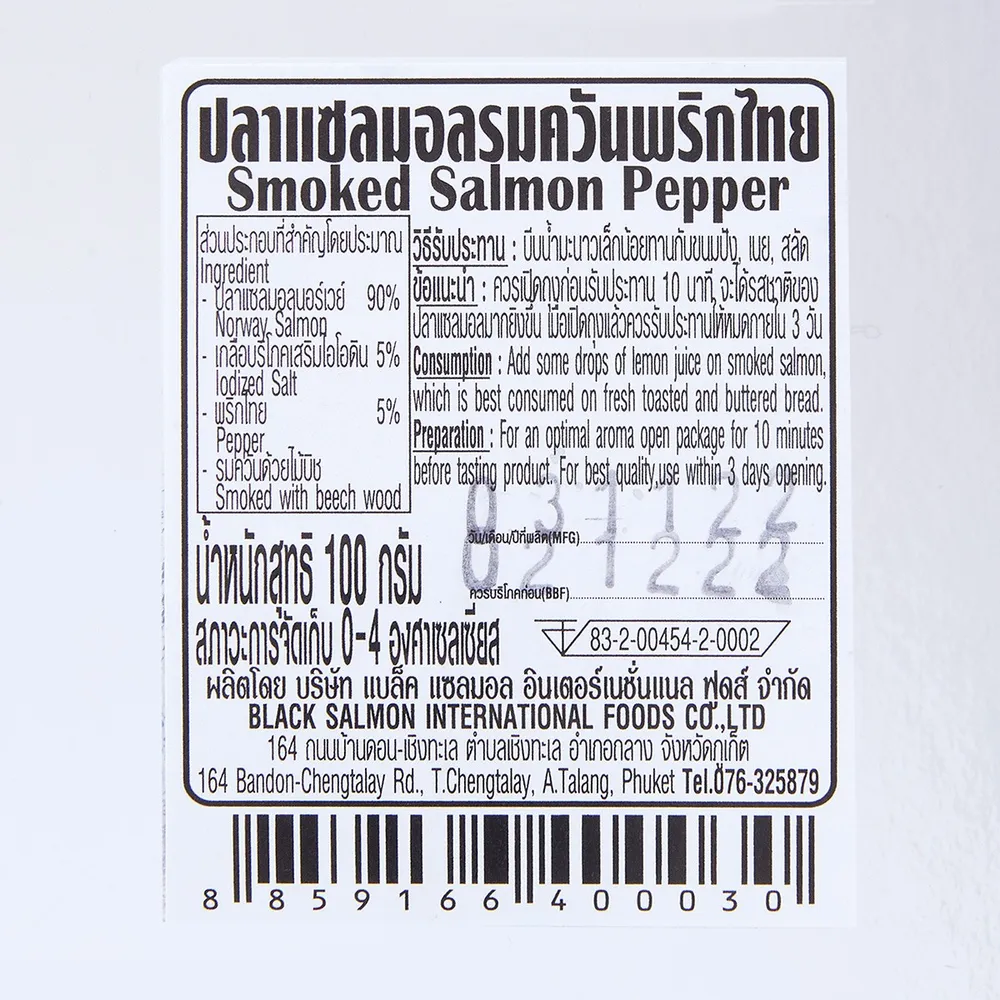 ปลาแซลมอลรมควันพริกไทย
Smoked Salmon Pepper
ส่วนประกอบที่สำคัญโดยประมาณ
Ingredient
- ปลาแซลมอลนอร์เวย์ 90%
Norway Salmon
- เกลือบริโภคเสริมไอโอดิน 5%
Iodized Salt
- พริกไทย 5%
Pepper
- รมควันด้วยไม้บีช
Smoked with beech wood
วิธีรับประทาน : บีบน้ำมะนาวเล็กน้อยทานกับขนมปัง, เนย, สลัด
ข้อแนะนำ : ควรเปิดถุงก่อนรับประทาน 10 นาที จะได้รสชาติของ
ปลาแซลมอลมากยิ่งขึ้น เมื่อเปิดถุงแล้วควรรับประทานให้หมดภายใน 3 วัน
Consumption : Add some drops of lemon juice on smoked salmon,
which is best consumed on fresh toasted and buttered bread.
Preparation : For an optimal aroma open package for 10 minutes
before tasting product. For best quality,use within 3 days opening.
031122
วัน/เดือน/ปีที่ผลิต(MFG)
021222
ควรบริโภคก่อน(BBF)
น้ำหนักสุทธิ 100 กรัม
สภาวะการจัดเก็บ 0-4 องศาเซลเซียส
83-2-00454-2-0002
ผลิตโดย บริษัท แบล็ค แซลมอล อินเตอร์เนชั่นแนล ฟูดส์ จำกัด
BLACK SALMON INTERNATIONAL FOODS CO.,LTD
164 ถนนบ้านดอน-เชิงทะเล ตำบลเชิงทะเล อำเภอถลาง จังหวัดภูเก็ต
164 Bandon-Chengtalay Rd., T.Chengtalay, A.Talang, Phuket Tel.076-325879
8 859166 400030